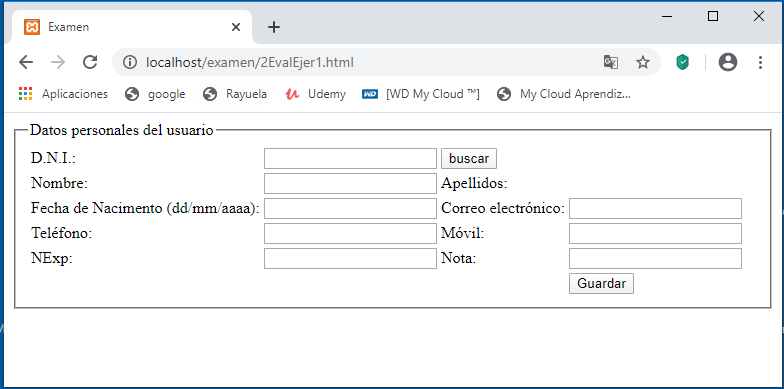 Examen
localhost/examen/2EvalEjer1.html
Aplicaciones google Rayuela Udemy WD [WD My Cloud ™] My Cloud Aprendiz...
Datos personales del usuario
D.N.I.: buscar
Nombre: Apellidos:
Fecha de Nacimento (dd/mm/aaaa): Correo electrónico:
Teléfono: Móvil:
NExp: Nota:
Guardar